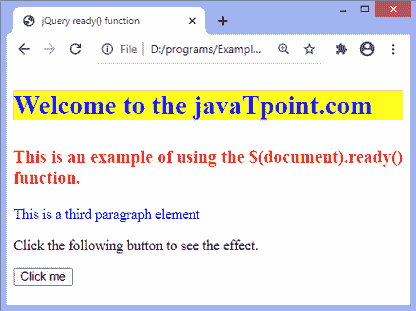 jQuery ready() function
File
D:/programs/Exampl...
Welcome to the javaTpoint.com
This is an example of using the $(document).ready()
function.
This is a third paragraph element
Click the following button to see the effect.
Click me